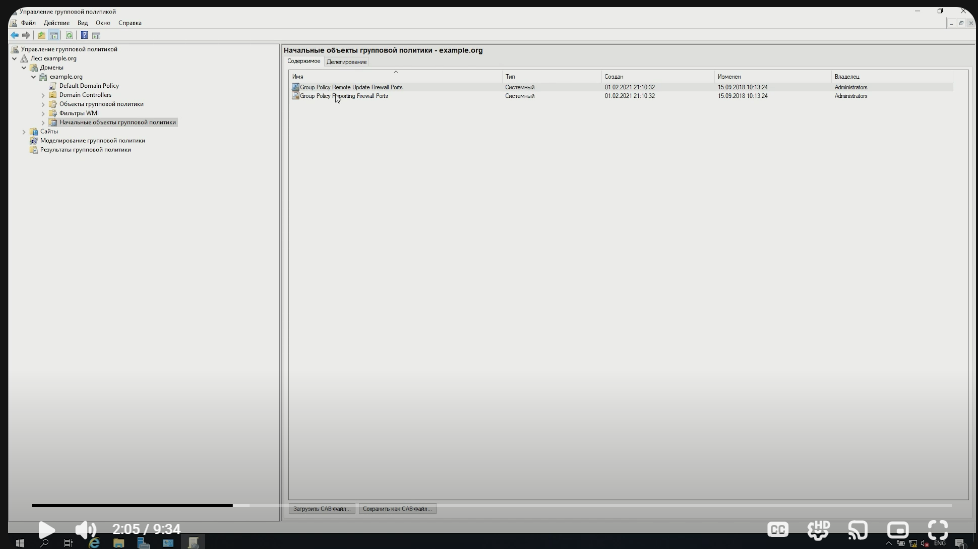 Управление групповой политикой
Файл Действие Вид Окно Справка
Управление групповой политикой
Лес: example.org
Домены
example.org
Default Domain Policy
Domain Controllers
Объекты групповой политики
Фильтры WMI
Начальные объекты групповой политики
Сайты
Моделирование групповой политики
Результаты групповой политики
Начальные объекты групповой политики - example.org
Содержимое Делегирование
Имя Тип Создан Изменен Владелец
Group Policy Remote Update Firewall Ports Системный 01.02.2021 21:10:32 15.09.2018 10:13:24 Administrators
Group Policy Reporting Firewall Ports Системный 01.02.2021 21:10:32 15.09.2018 10:13:24 Administrators
Загрузить CAB-файл... Сохранить как CAB-файл...
2:05 / 9:34
CC HD
ENG